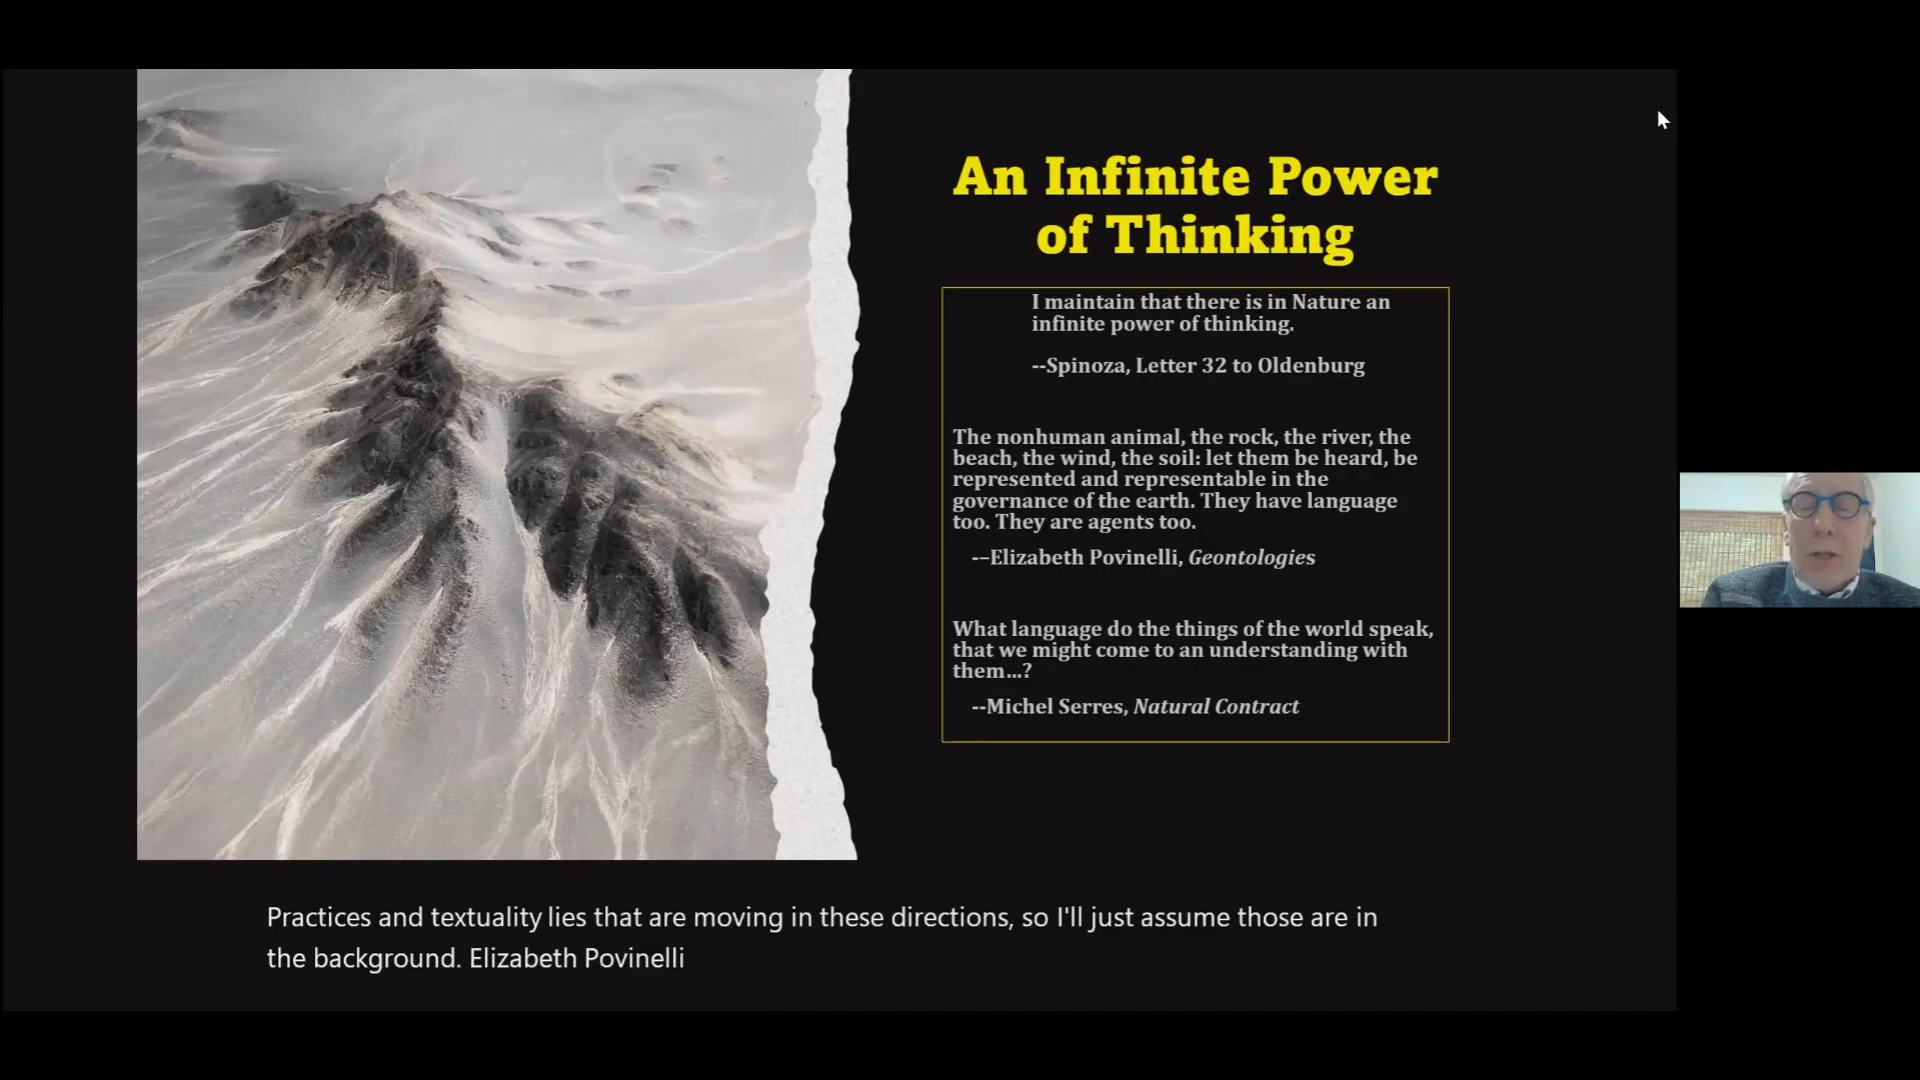 An Infinite Power
of Thinking
I maintain that there is in Nature an
infinite power of thinking.
--Spinoza, Letter 32 to Oldenburg
The nonhuman animal, the rock, the river, the
beach, the wind, the soil: let them be heard, be
represented and representable in the
governance of the earth. They have language
too. They are agents too.
-–Elizabeth Povinelli, Geontologies
What language do the things of the world speak,
that we might come to an understanding with
them...?
--Michel Serres, Natural Contract
Practices and textuality lies that are moving in these directions, so I'll just assume those are in
the background. Elizabeth Povinelli